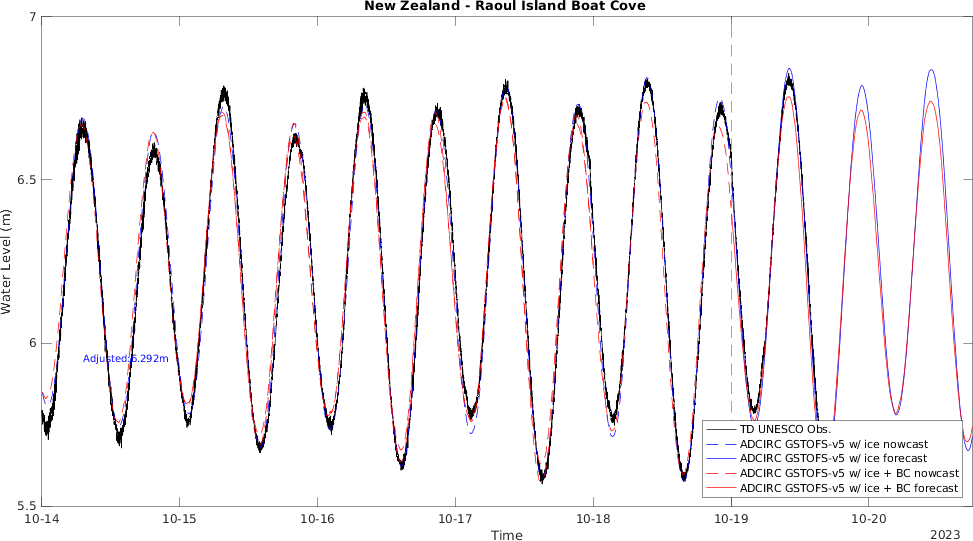 New Zealand - Raoul Island Boat Cove
7
6.5
6
5.5
Water Level (m)
Adjusted:6.292m
TD UNESCO Obs.
ADCIRC GSTOFS-v5 w/ ice nowcast
ADCIRC GSTOFS-v5 w/ ice forecast
ADCIRC GSTOFS-v5 w/ ice + BC nowcast
ADCIRC GSTOFS-v5 w/ ice + BC forecast
10-14 10-15 10-16 10-17 10-18 10-19 10-20
Time
2023